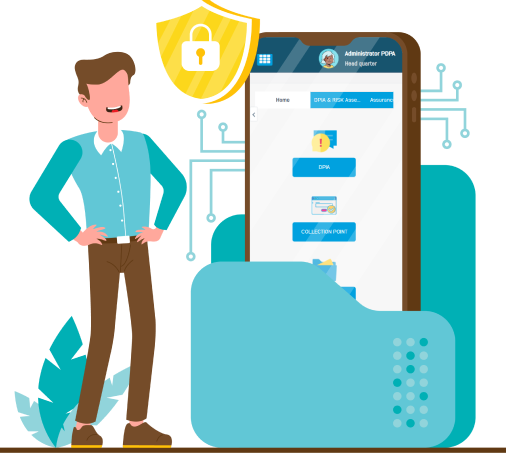 Administrator PDPA
Head quarter
Home
DPIA & RISK Asse..
Assuranc
DPIA
COLLECTION POINT